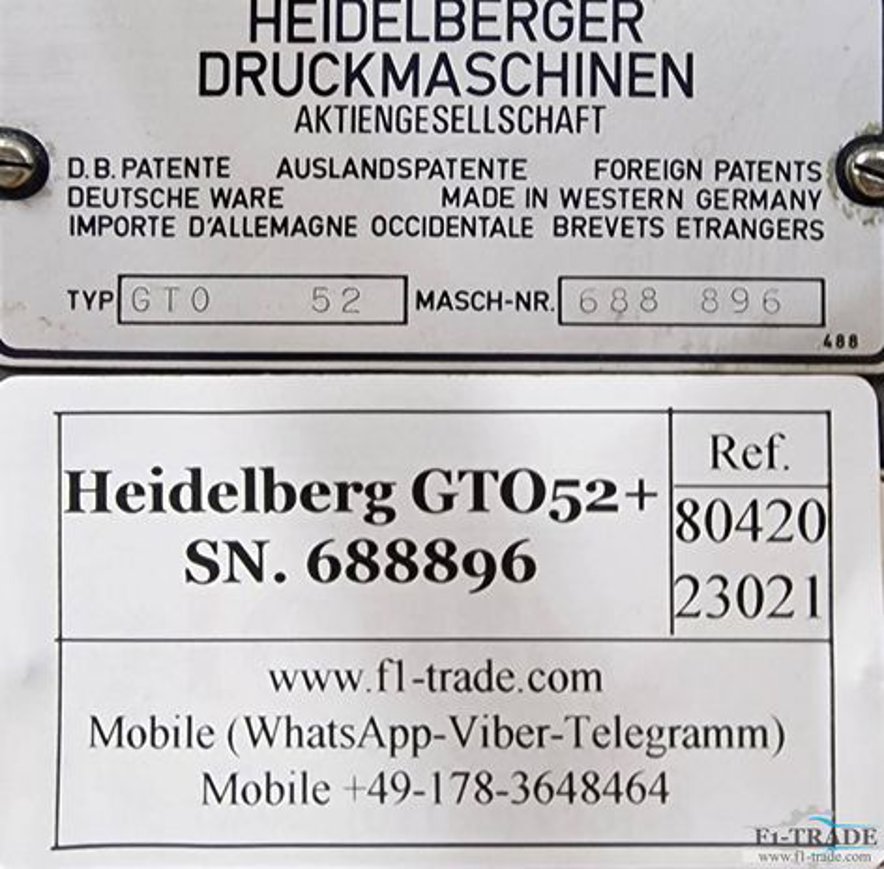 HEIDELBERGER
DRUCKMASCHINEN
AKTIENGESELLSCHAFT
D.B. PATENTE AUSLANDSPATENTE FOREIGN PATENTS
DEUTSCHE WARE MADE IN WESTERN GERMANY
IMPORTE D'ALLEMAGNE OCCIDENTALE BREVETS ETRANGERS
TYP GTO 52 MASCH-NR. 688 896
488
Heidelberg GTO52+
SN. 688896
Ref.
80420
23021
www.f1-trade.com
Mobile (WhatsApp-Viber-Telegramm)
Mobile +49-178-3648464
F1-TRADE
www.f1-trade.com